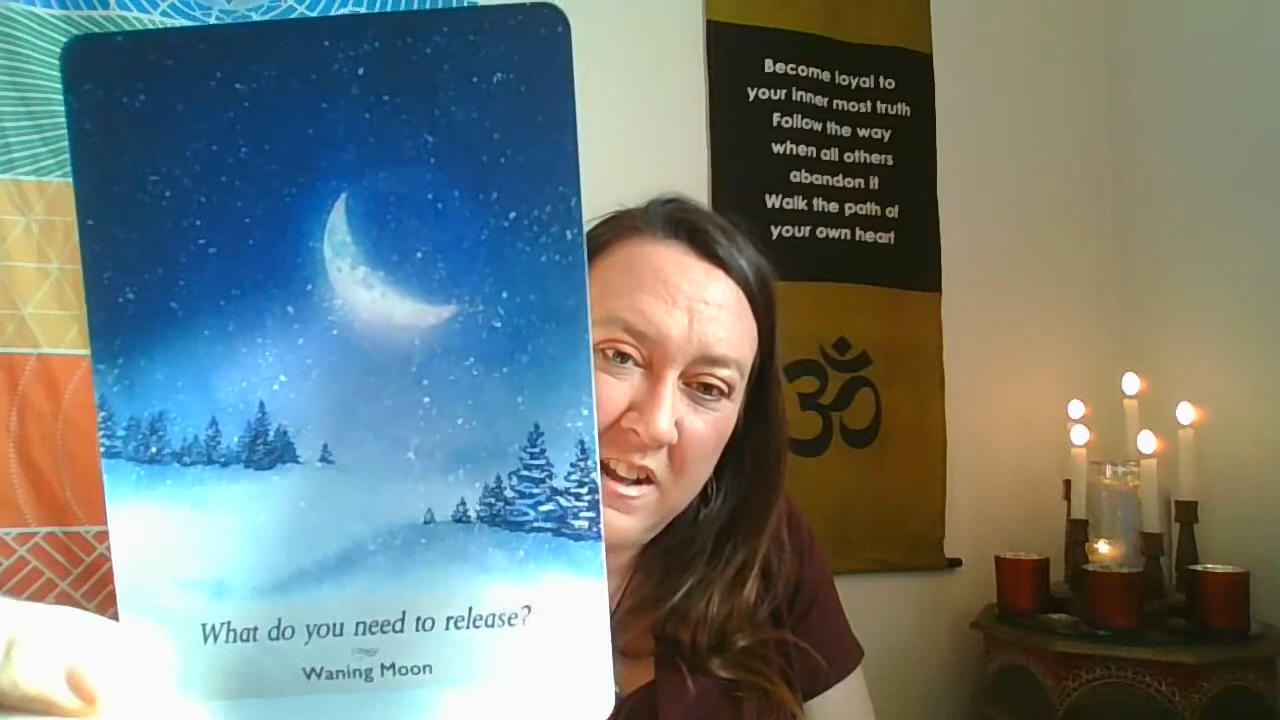 What do you need to release?
Waning Moon
Become loyal to
your inner most truth
Follow the way
when all others
abandon it
Walk the path of
your own heart
ॐ